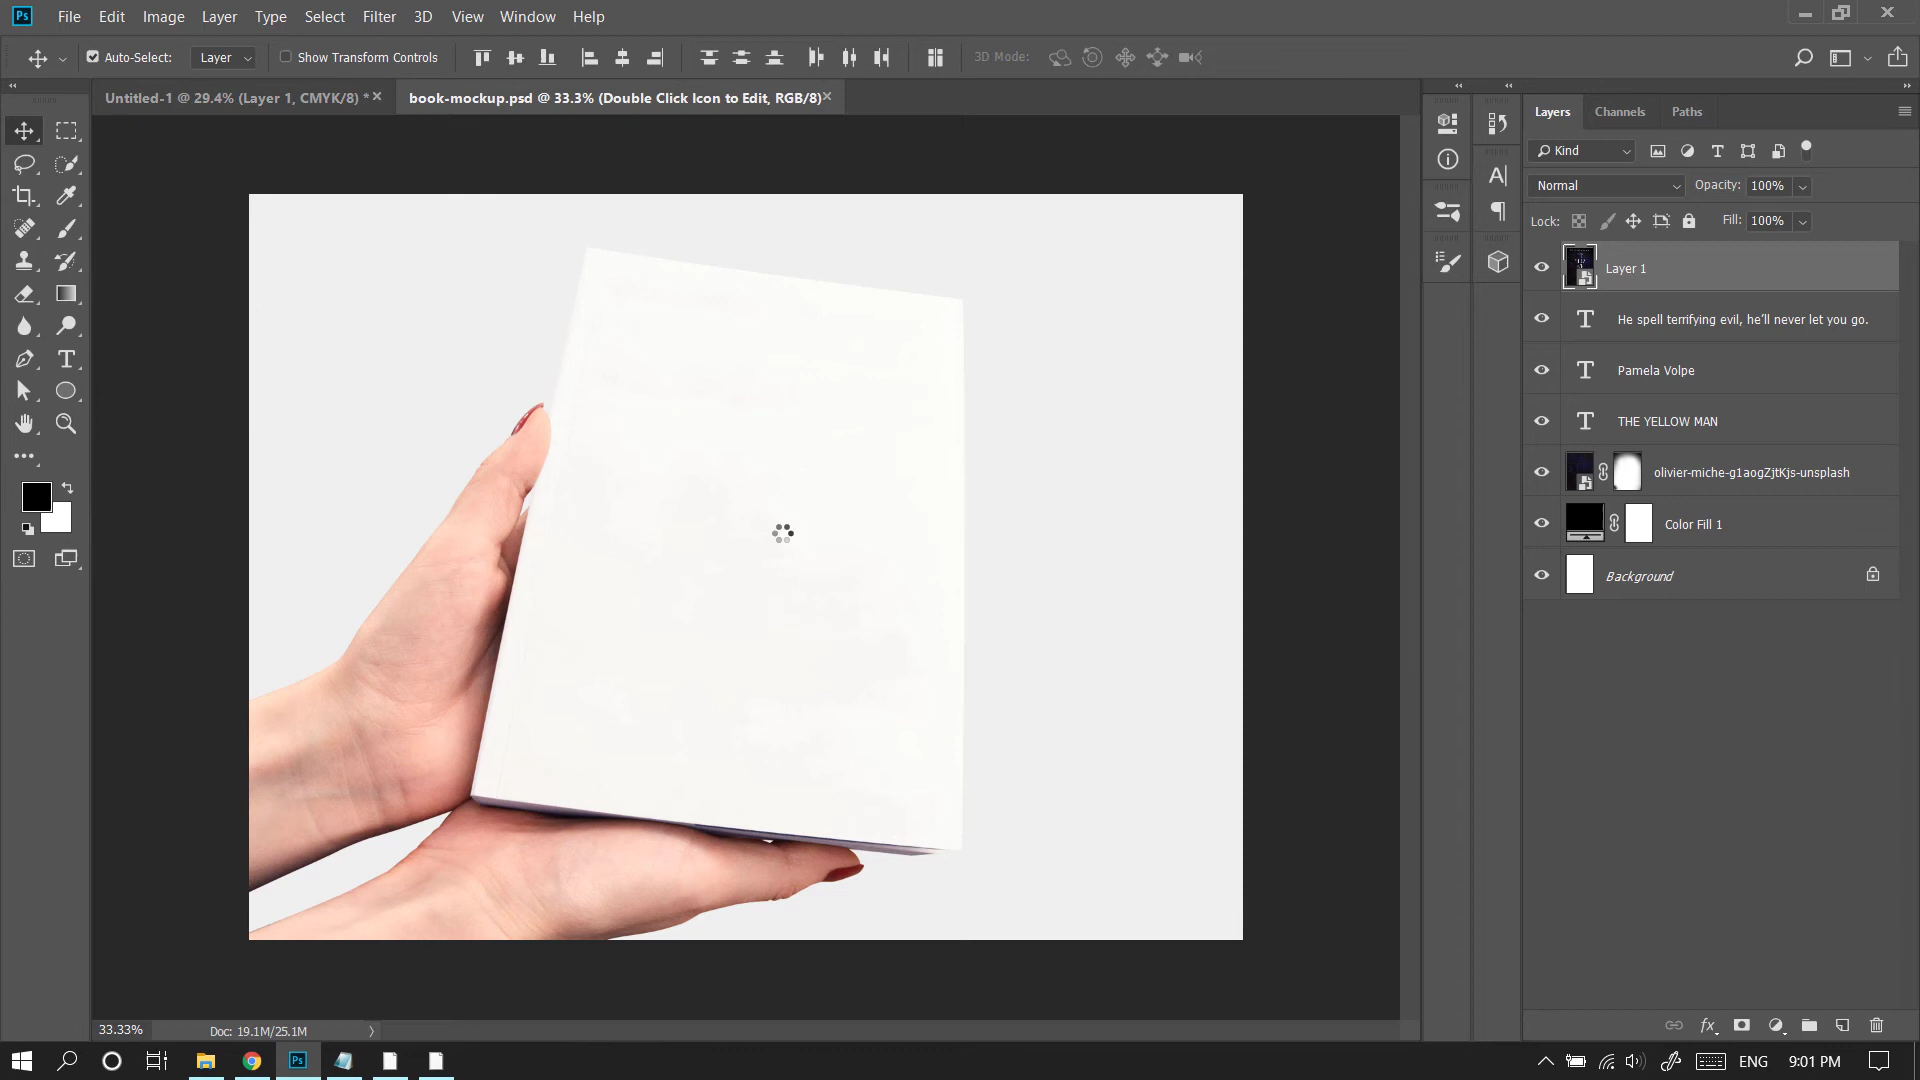 Ps File Edit Image Layer Type Select Filter 3D View Window Help
Auto-Select: Layer Show Transform Controls 3D Mode:
Untitled-1 @ 29.4% (Layer 1, CMYK/8) * book-mockup.psd @ 33.3% (Double Click Icon to Edit, RGB/8)
Layers Channels Paths
Kind
Normal Opacity: 100%
Lock: Fill: 100%
Layer 1
He spell terrifying evil, he'll never let you go.
Pamela Volpe
THE YELLOW MAN
olivier-miche-g1aogZjtKjs-unsplash
Color Fill 1
Background
33.33% Doc: 19.1M/25.1M
fx
Ps ENG 9:01 PM